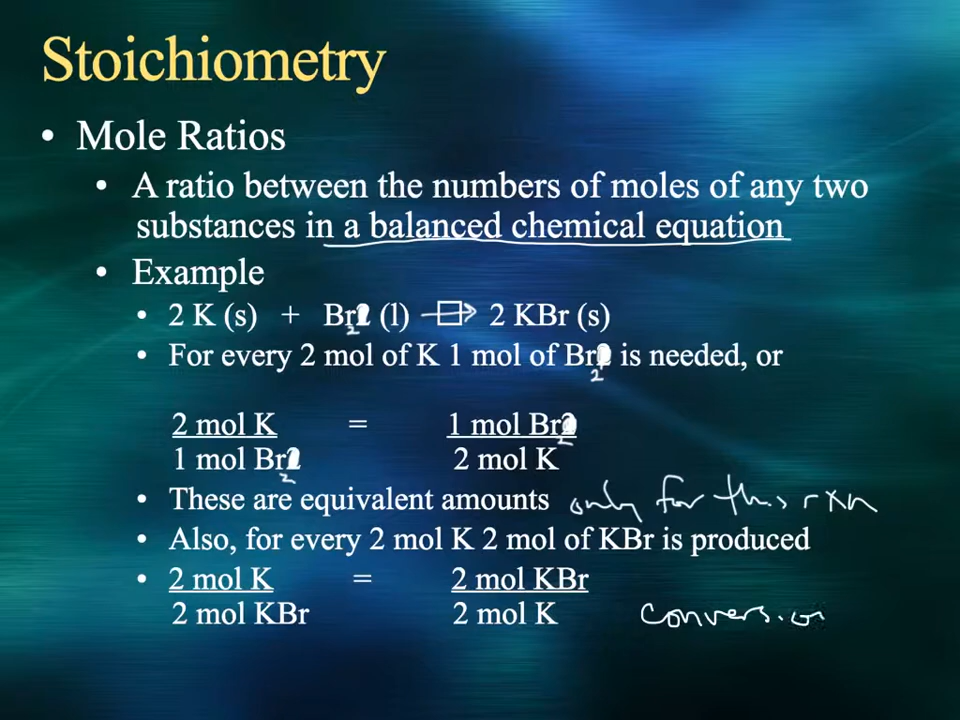 Stoichiometry
• Mole Ratios
• A ratio between the numbers of moles of any two
substances in a balanced chemical equation
• Example
• 2 K (s) + Br2 (l) → 2 KBr (s)
• For every 2 mol of K 1 mol of Br2 is needed, or
2 mol K = 1 mol Br2
1 mol Br2 2 mol K
• These are equivalent amounts only for this rxn
• Also, for every 2 mol K 2 mol of KBr is produced
• 2 mol K = 2 mol KBr
2 mol KBr 2 mol K conversion